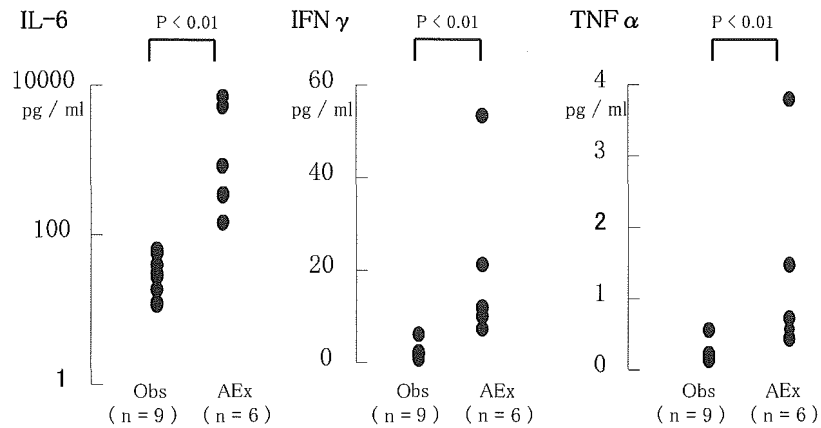 IL-6
P < 0.01
10000
pg / ml
100
1
Obs
AEx
( n = 9 )
( n = 6 )
IFN γ
P < 0.01
60
pg / ml
40
20
0
Obs
AEx
( n = 9 )
( n = 6 )
TNF α
P < 0.01
4
pg / ml
3
2
1
0
Obs
AEx
( n = 9 )
( n = 6 )